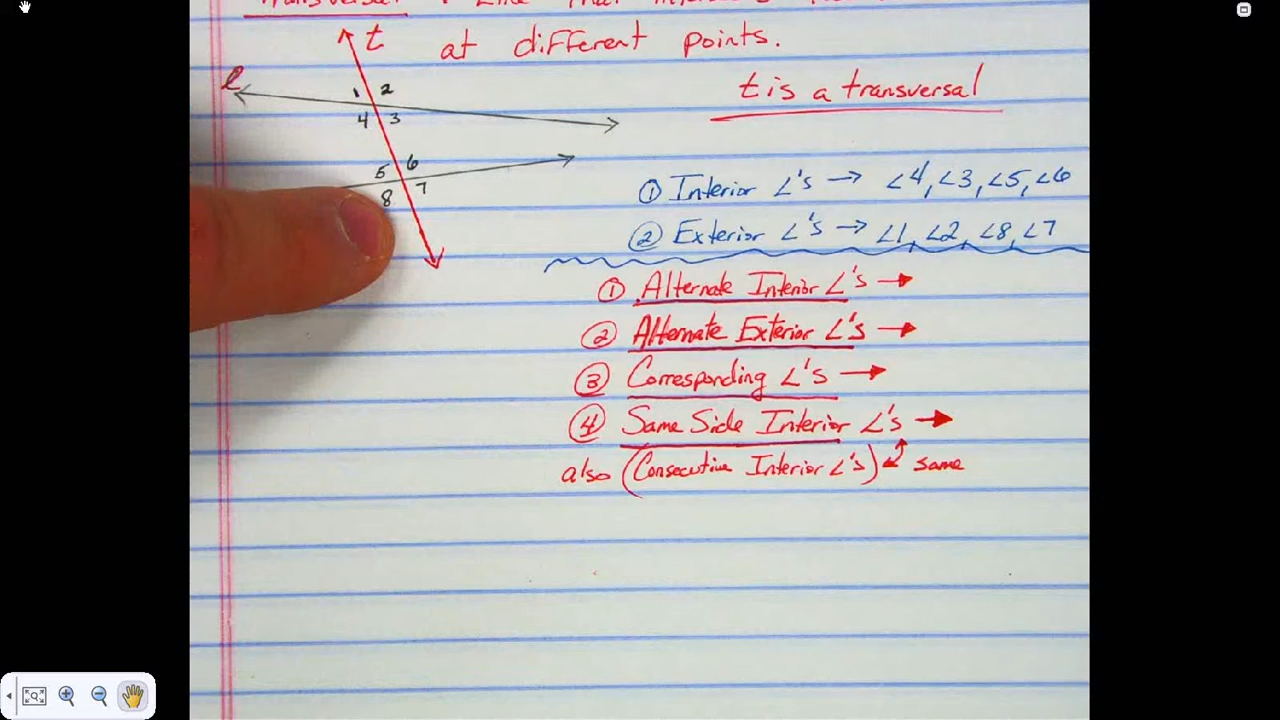 t
at different points.
l
t is a transversal
1 2
4 3
5 6
8 7
① Interior ∠'s → ∠4, ∠3, ∠5, ∠6
② Exterior ∠'s → ∠1, ∠2, ∠8, ∠7
① Alternate Interior ∠'s →
② Alternate Exterior ∠'s →
③ Corresponding ∠'s →
④ Same Side Interior ∠'s →
also (Consecutive Interior ∠'s) same